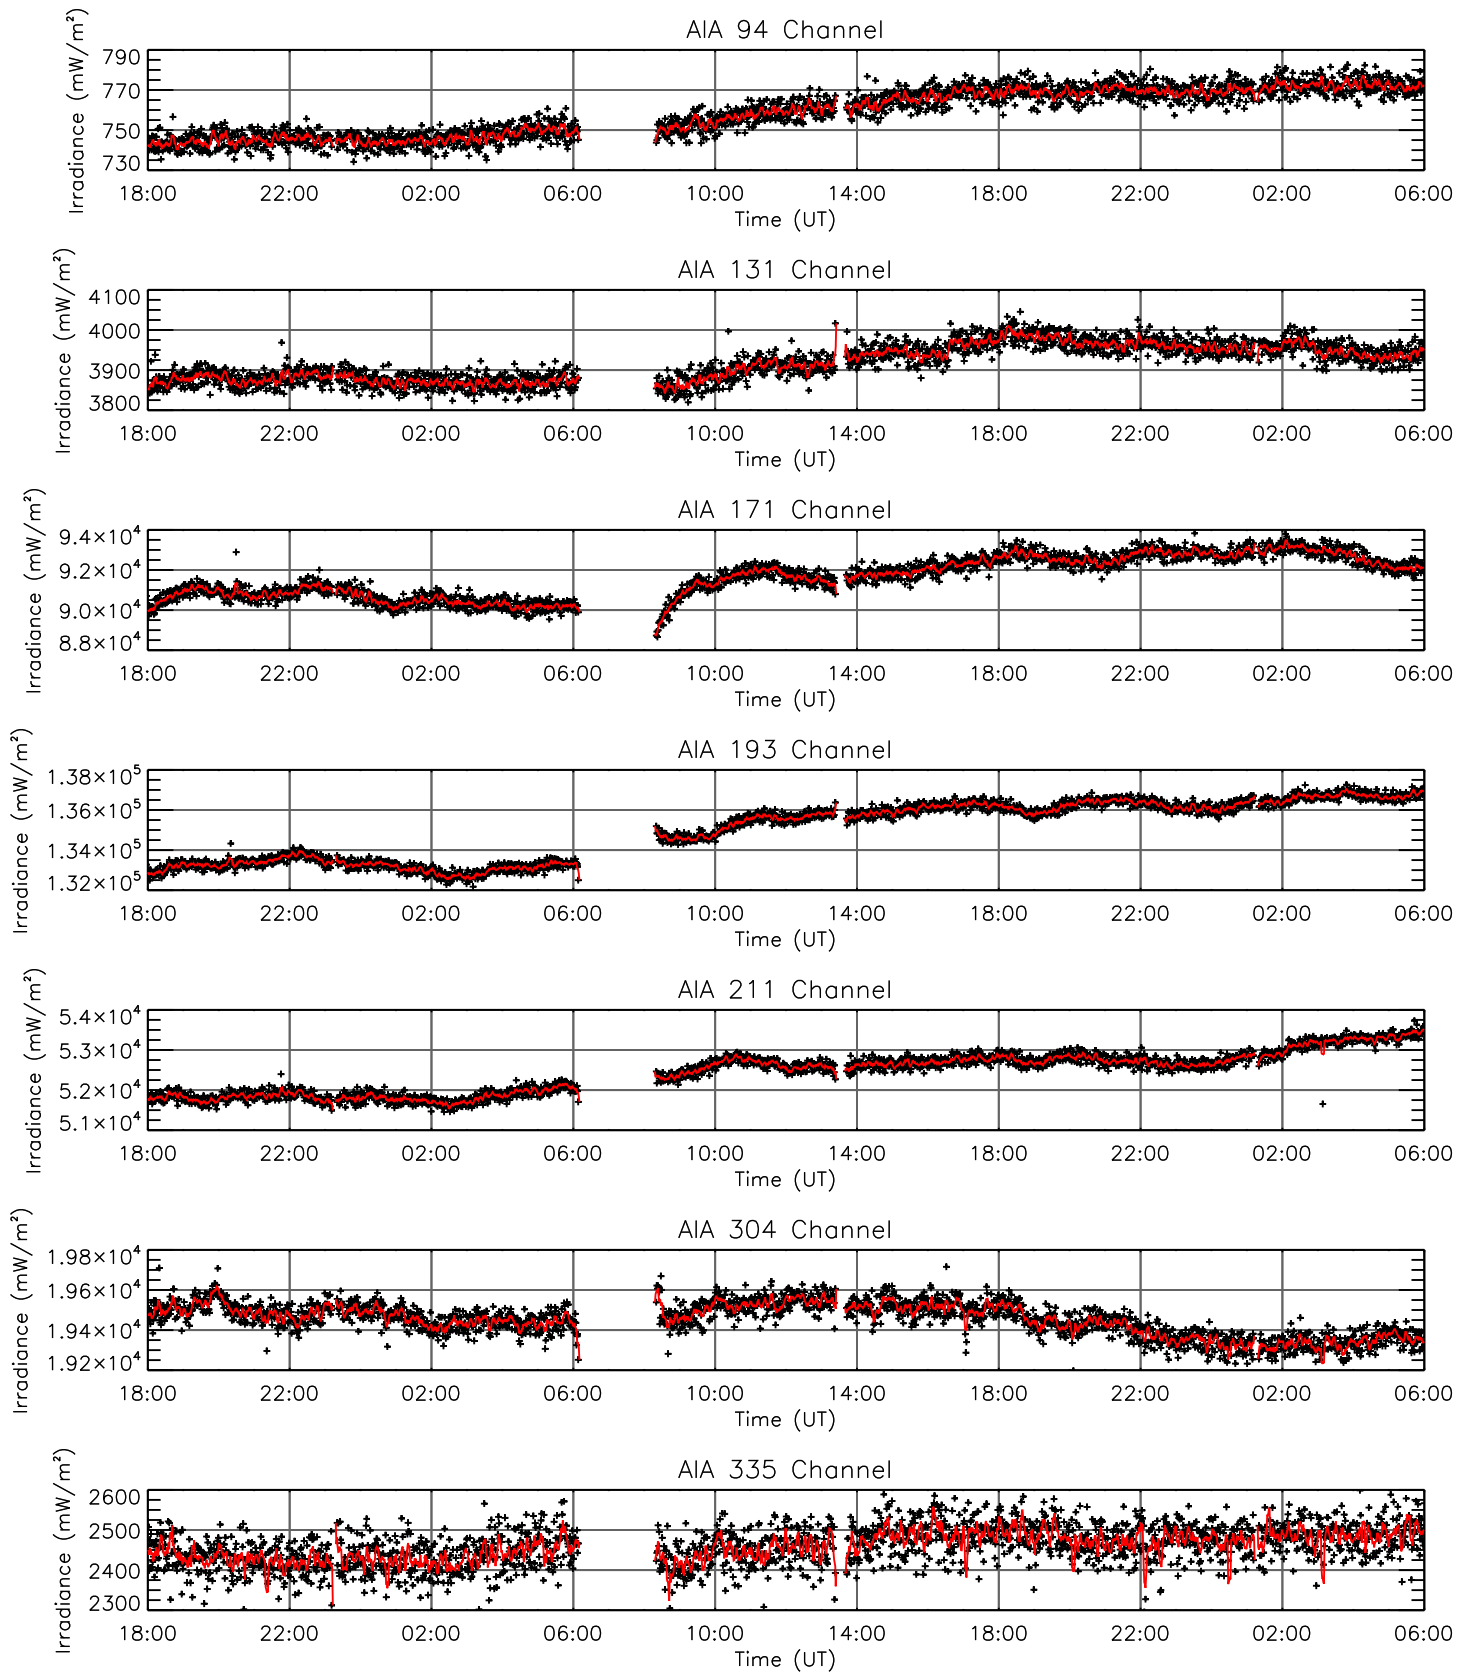 AIA 94 Channel
Irradiance (mW/m²)
790
770
750
730
18:00 22:00 02:00 06:00 10:00 14:00 18:00 22:00 02:00 06:00
Time (UT)
AIA 131 Channel
Irradiance (mW/m²)
4100
4000
3900
3800
18:00 22:00 02:00 06:00 10:00 14:00 18:00 22:00 02:00 06:00
Time (UT)
AIA 171 Channel
Irradiance (mW/m²)
9.4×10⁴
9.2×10⁴
9.0×10⁴
8.8×10⁴
18:00 22:00 02:00 06:00 10:00 14:00 18:00 22:00 02:00 06:00
Time (UT)
AIA 193 Channel
Irradiance (mW/m²)
1.38×10⁵
1.36×10⁵
1.34×10⁵
1.32×10⁵
18:00 22:00 02:00 06:00 10:00 14:00 18:00 22:00 02:00 06:00
Time (UT)
AIA 211 Channel
Irradiance (mW/m²)
5.4×10⁴
5.3×10⁴
5.2×10⁴
5.1×10⁴
18:00 22:00 02:00 06:00 10:00 14:00 18:00 22:00 02:00 06:00
Time (UT)
AIA 304 Channel
Irradiance (mW/m²)
1.98×10⁴
1.96×10⁴
1.94×10⁴
1.92×10⁴
18:00 22:00 02:00 06:00 10:00 14:00 18:00 22:00 02:00 06:00
Time (UT)
AIA 335 Channel
Irradiance (mW/m²)
2600
2500
2400
2300
18:00 22:00 02:00 06:00 10:00 14:00 18:00 22:00 02:00 06:00
Time (UT)